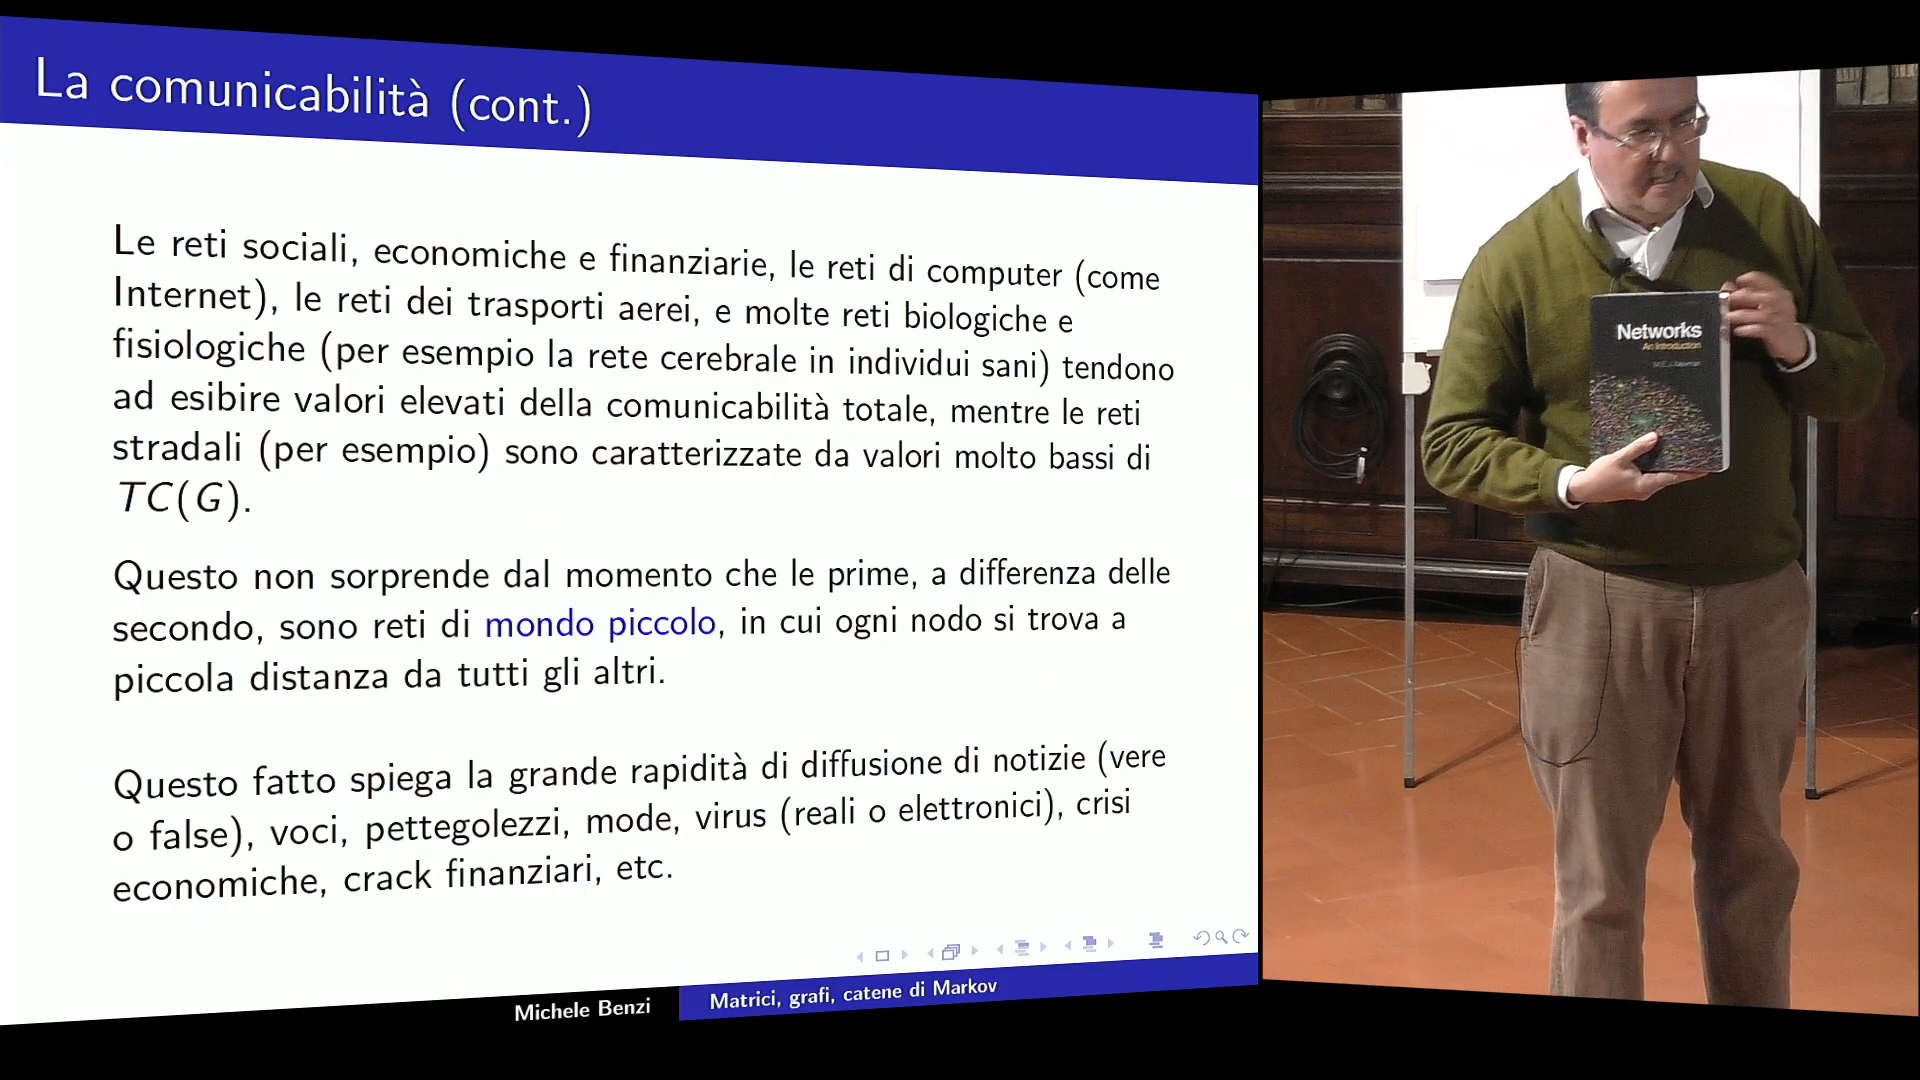 La comunicabilità (cont.)
Le reti sociali, economiche e finanziarie, le reti di computer (come
Internet), le reti dei trasporti aerei, e molte reti biologiche e
fisiologiche (per esempio la rete cerebrale in individui sani) tendono
ad esibire valori elevati della comunicabilità totale, mentre le reti
stradali (per esempio) sono caratterizzate da valori molto bassi di
TC(G).
Questo non sorprende dal momento che le prime, a differenza delle
secondo, sono reti di mondo piccolo, in cui ogni nodo si trova a
piccola distanza da tutti gli altri.
Questo fatto spiega la grande rapidità di diffusione di notizie (vere
o false), voci, pettegolezzi, mode, virus (reali o elettronici), crisi
economiche, crack finanziari, etc.
Michele Benzi
Matrici, grafi, catene di Markov
Networks
An Introduction
M.E.J. Newman